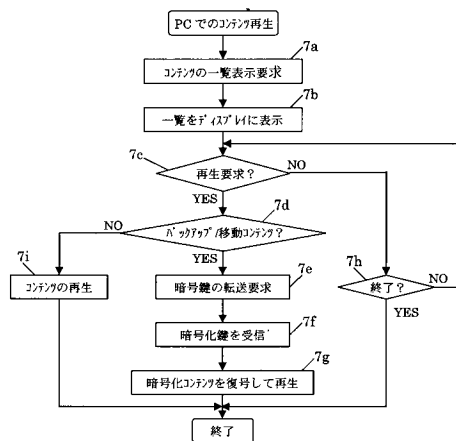 PCでのコンテンツ再生
7a
コンテンツの一覧表示要求
7b
一覧をディスプレイに表示
7c
再生要求?
NO
YES
7d
バックアップ/移動コンテンツ?
NO
YES
7i
コンテンツの再生
7e
暗号鍵の転送要求
7h
終了?
NO
YES
7f
暗号化鍵を受信
7g
暗号化コンテンツを復号して再生
終了